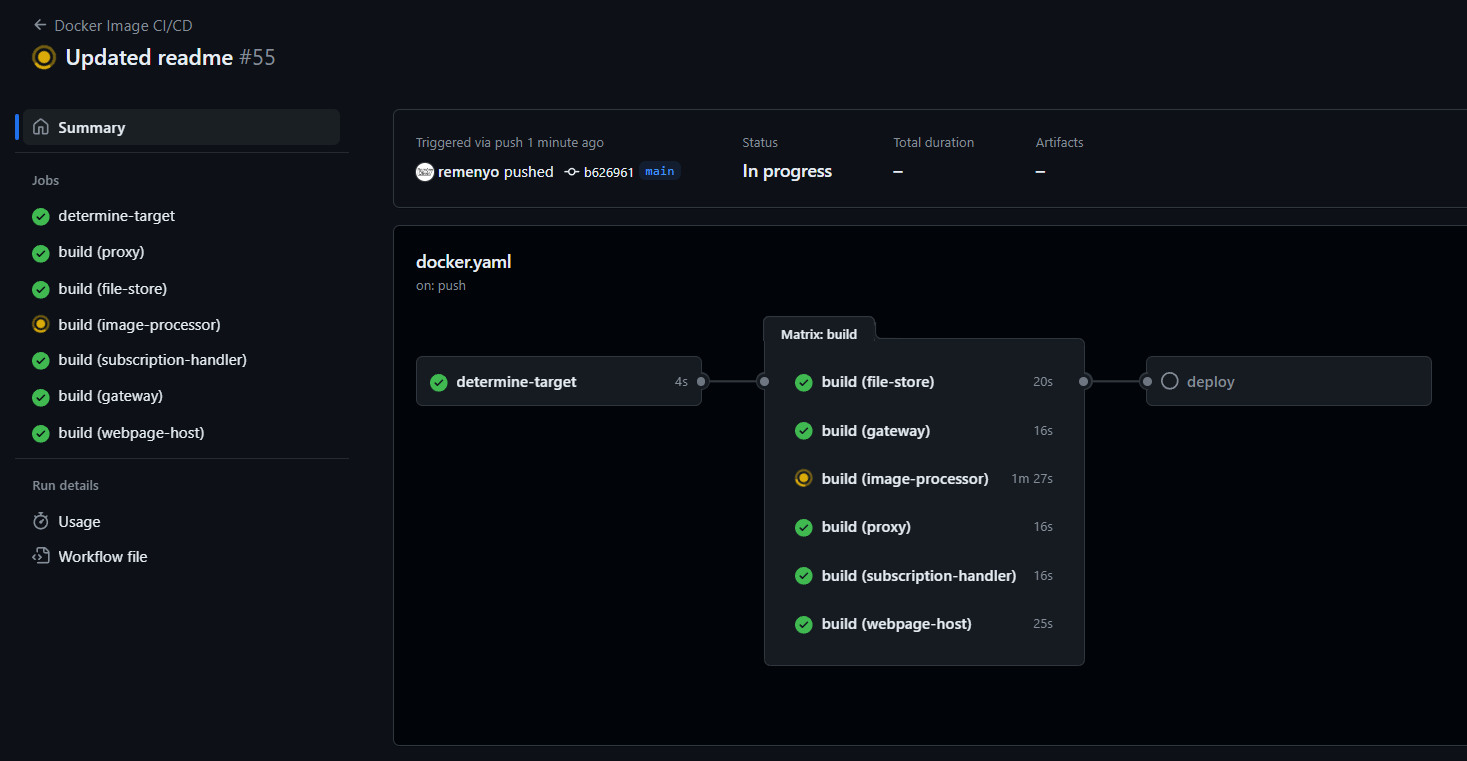 Docker Image CI/CD
Updated readme #55
Summary
Jobs
determine-target
build (proxy)
build (file-store)
build (image-processor)
build (subscription-handler)
build (gateway)
build (webpage-host)
Run details
Usage
Workflow file
Triggered via push 1 minute ago
remenyo pushed b626961 main
Status
In progress
Total duration
–
Artifacts
–
docker.yaml
on: push
determine-target 4s
Matrix: build
build (file-store) 20s
build (gateway) 16s
build (image-processor) 1m 27s
build (proxy) 16s
build (subscription-handler) 16s
build (webpage-host) 25s
deploy